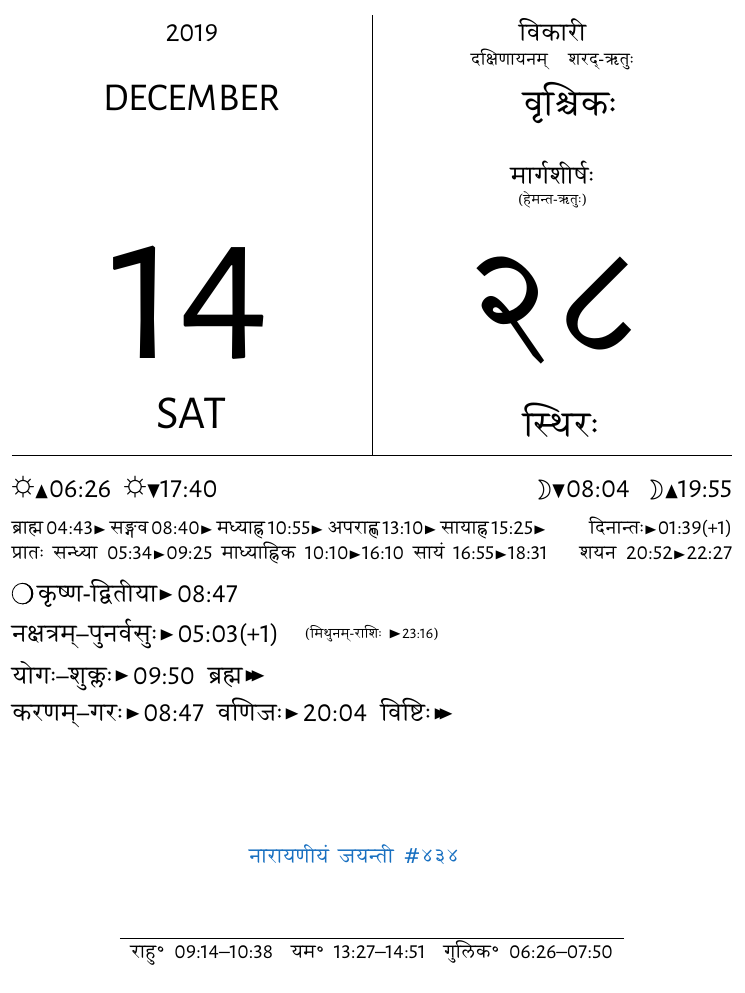 2019
DECEMBER
14
SAT
विकारी
दक्षिणायनम् शरद्-ऋतुः
वृश्चिकः
मार्गशीर्षः
(हेमन्त-ऋतुः)
२८
स्थिरः
☼▲06:26 ☼▼17:40 ☽▼08:04 ☽▲19:55
ब्राह्म 04:43► सङ्गव 08:40► मध्याह्न 10:55► अपराह्ण 13:10► सायाह्न 15:25► दिनान्तः►01:39(+1)
प्रातः सन्ध्या 05:34►09:25 माध्याह्निक 10:10►16:10 सायं 16:55►18:31 शयन 20:52►22:27
❍कृष्ण-द्वितीया►08:47
नक्षत्रम्–पुनर्वसुः►05:03(+1) (मिथुनम्-राशिः ►23:16)
योगः–शुक्लः►09:50 ब्रह्म►►
करणम्–गरः►08:47 वणिजः►20:04 विष्टिः►►
नारायणीयं जयन्ती #४३४
राहु॰ 09:14–10:38 यम॰ 13:27–14:51 गुलिक॰ 06:26–07:50